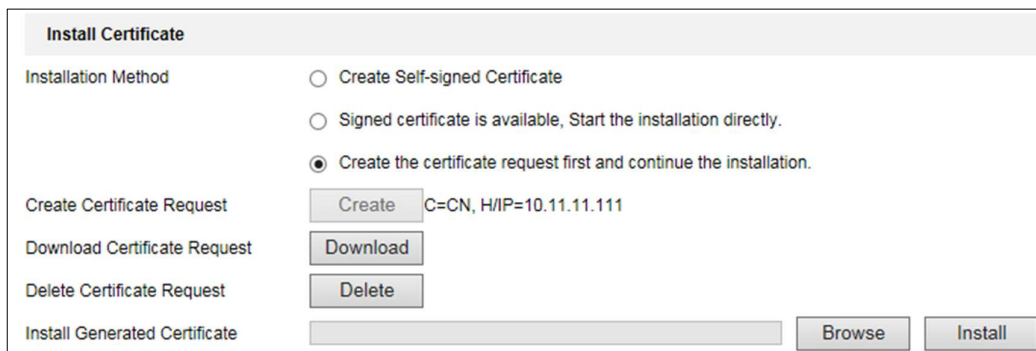 Install Certificate
Installation Method
Create Self-signed Certificate
Signed certificate is available, Start the installation directly.
Create the certificate request first and continue the installation.
Create Certificate Request Create C=CN, H/IP=10.11.11.111
Download Certificate Request Download
Delete Certificate Request Delete
Install Generated Certificate Browse Install